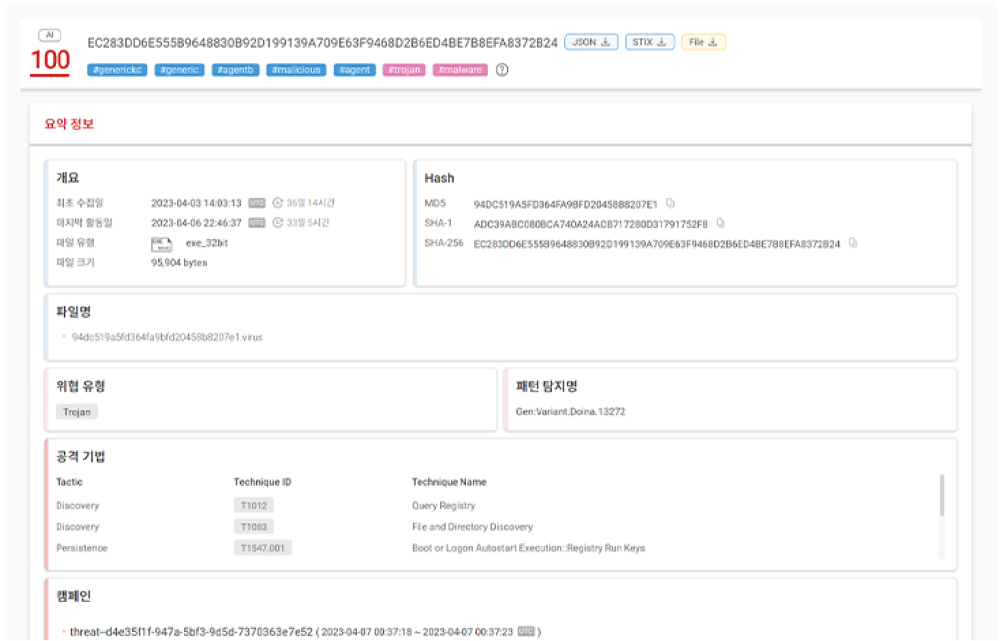 AI
100
EC283DD6E555B9648830B92D199139A709E63F9468D2B6ED4BE7B8EFA8372B24 JSON STIX File
#generickc #generic #agentb #malicious #agent #trojan #malware
요약 정보
개요
최초 수집일 2023-04-03 14:03:13 UTC 36일 14시간
마지막 활동일 2023-04-06 22:46:37 UTC 33일 5시간
파일 유형 exe_32bit
파일 크기 95,904 bytes
Hash
MD5 94DC519A5FD364FA9BFD20458B8207E1
SHA-1 ADC39ABC080BCA740A24ACB717280D31791752F8
SHA-256 EC283DD6E555B9648830B92D199139A709E63F9468D2B6ED4BE7B8EFA8372B24
파일명
94dc519a5fd364fa9bfd20458b8207e1.virus
위협 유형
Trojan
패턴 탐지명
Gen:Variant.Doina.13272
공격 기법
Tactic Technique ID Technique Name
Discovery T1012 Query Registry
Discovery T1083 File and Directory Discovery
Persistence T1547.001 Boot or Logon Autostart Execution::Registry Run Keys
캠페인
threat--d4e35f1f-947a-5bf3-9d5d-7370363e7e52 ( 2023-04-07 00:37:18 ~ 2023-04-07 00:37:23 UTC )